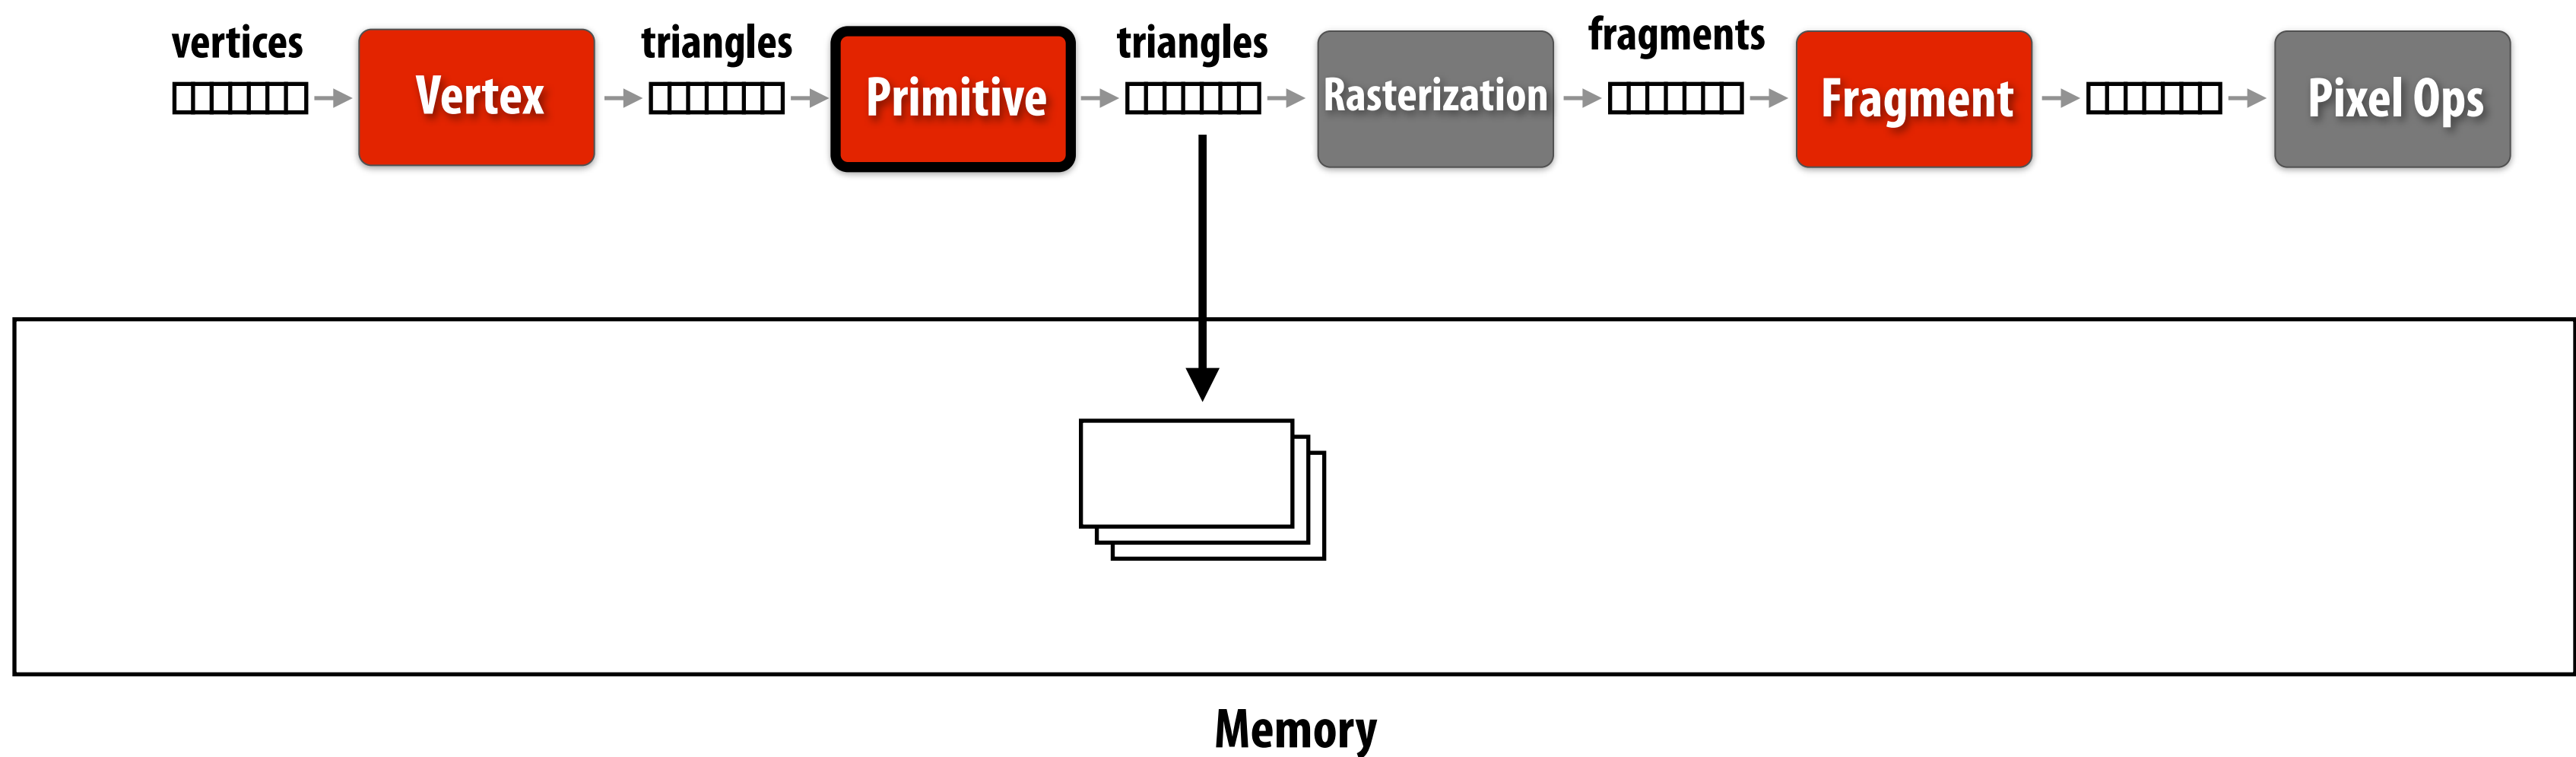 vertices
Vertex
triangles
Primitive
triangles
Rasterization
fragments
Fragment
Pixel Ops
Memory